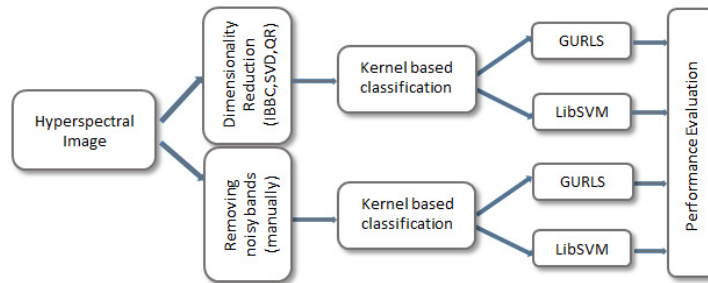 Hyperspectral
Image
Dimensionality
Reduction
(IBBC,SVD,QR)
Removing
noisy bands
(manually)
Kernel based
classification
Kernel based
classification
GURLS
LibSVM
GURLS
LibSVM
Performance Evaluation